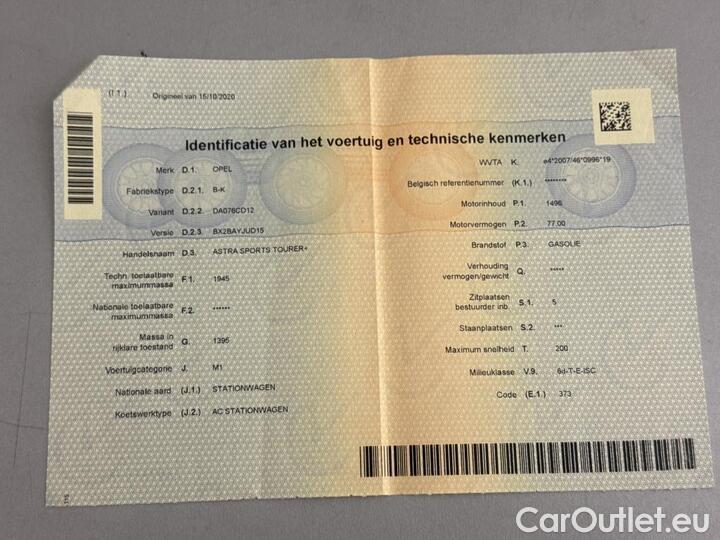 (I.1.) Origineel van 15/10/2020
Identificatie van het voertuig en technische kenmerken
Merk D.1. OPEL
Fabriekstype D.2.1. B-K
Variant D.2.2. DA076CD12
Versie D.2.3. BX2BAYJUD15
Handelsnaam D.3. ASTRA SPORTS TOURER+
Techn. toelaatbare
maximummassa F.1. 1945
Nationale toelaatbare
maximummassa F.2. ******
Massa in
rijklare toestand G. 1395
Voertuigcategorie J. M1
Nationale aard (J.1.) STATIONWAGEN
Koetswerktype (J.2.) AC STATIONWAGEN
WVTA K. e4*2007/46*0996*19
Belgisch referentienummer (K.1.) ********
Motorinhoud P.1. 1496
Motorvermogen P.2. 77,00
Brandstof P.3. GASOLIE
Verhouding
vermogen/gewicht Q. *****
Zitplaatsen
bestuurder inb. S.1. 5
Staanplaatsen S.2. ***
Maximum snelheid T. 200
Milieuklasse V.9. 6d-T-E-ISC
Code (E.1.) 373
CarOutlet.eu